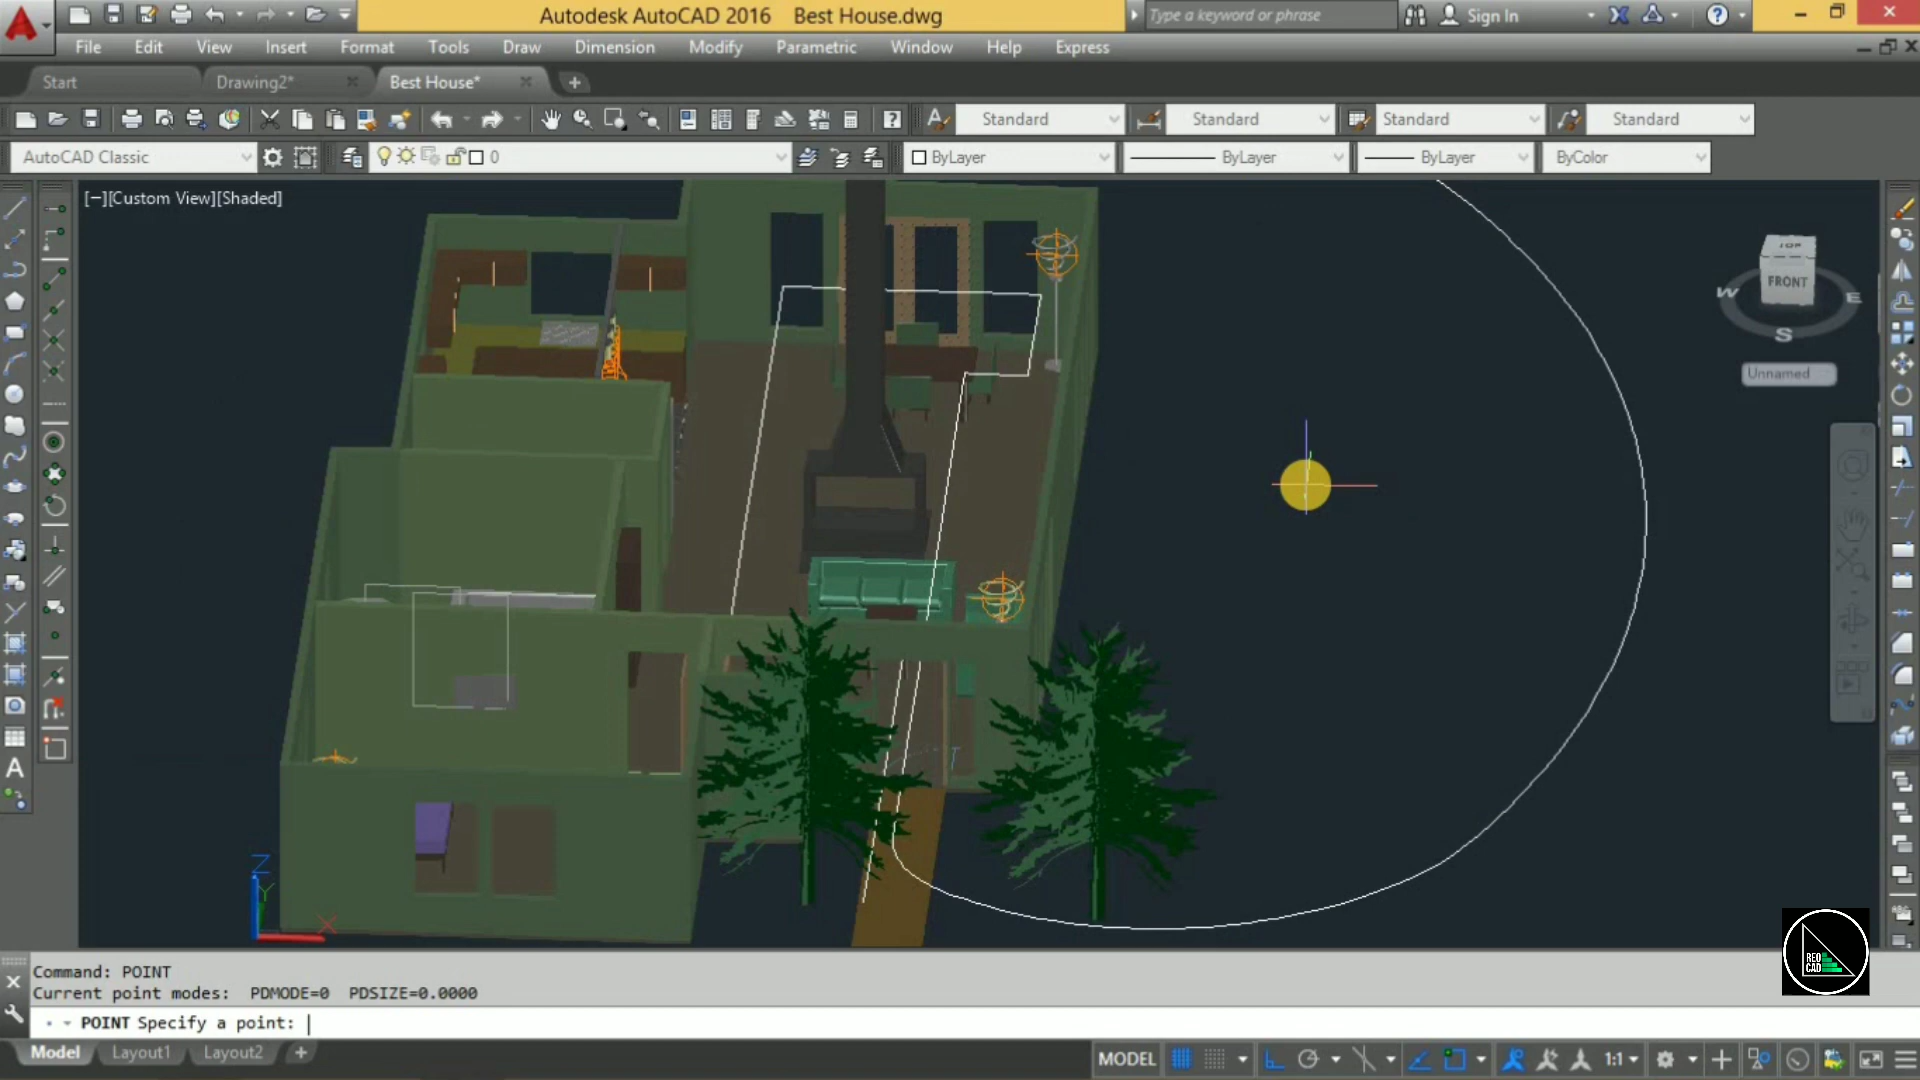 Autodesk AutoCAD 2016 Best House.dwg
Type a keyword or phrase
Sign In
File Edit View Insert Format Tools Draw Dimension Modify Parametric Window Help Express
Start Drawing2* Best House*
Standard Standard Standard Standard
AutoCAD Classic 0 ByLayer ByLayer ByLayer ByColor
[−][Custom View][Shaded]
TOP
FRONT
W E
S
Unnamed
A
Z
Y
X
REO
CAD
Command: POINT
Current point modes: PDMODE=0 PDSIZE=0.0000
POINT Specify a point:
Model Layout1 Layout2 +
MODEL 1:1